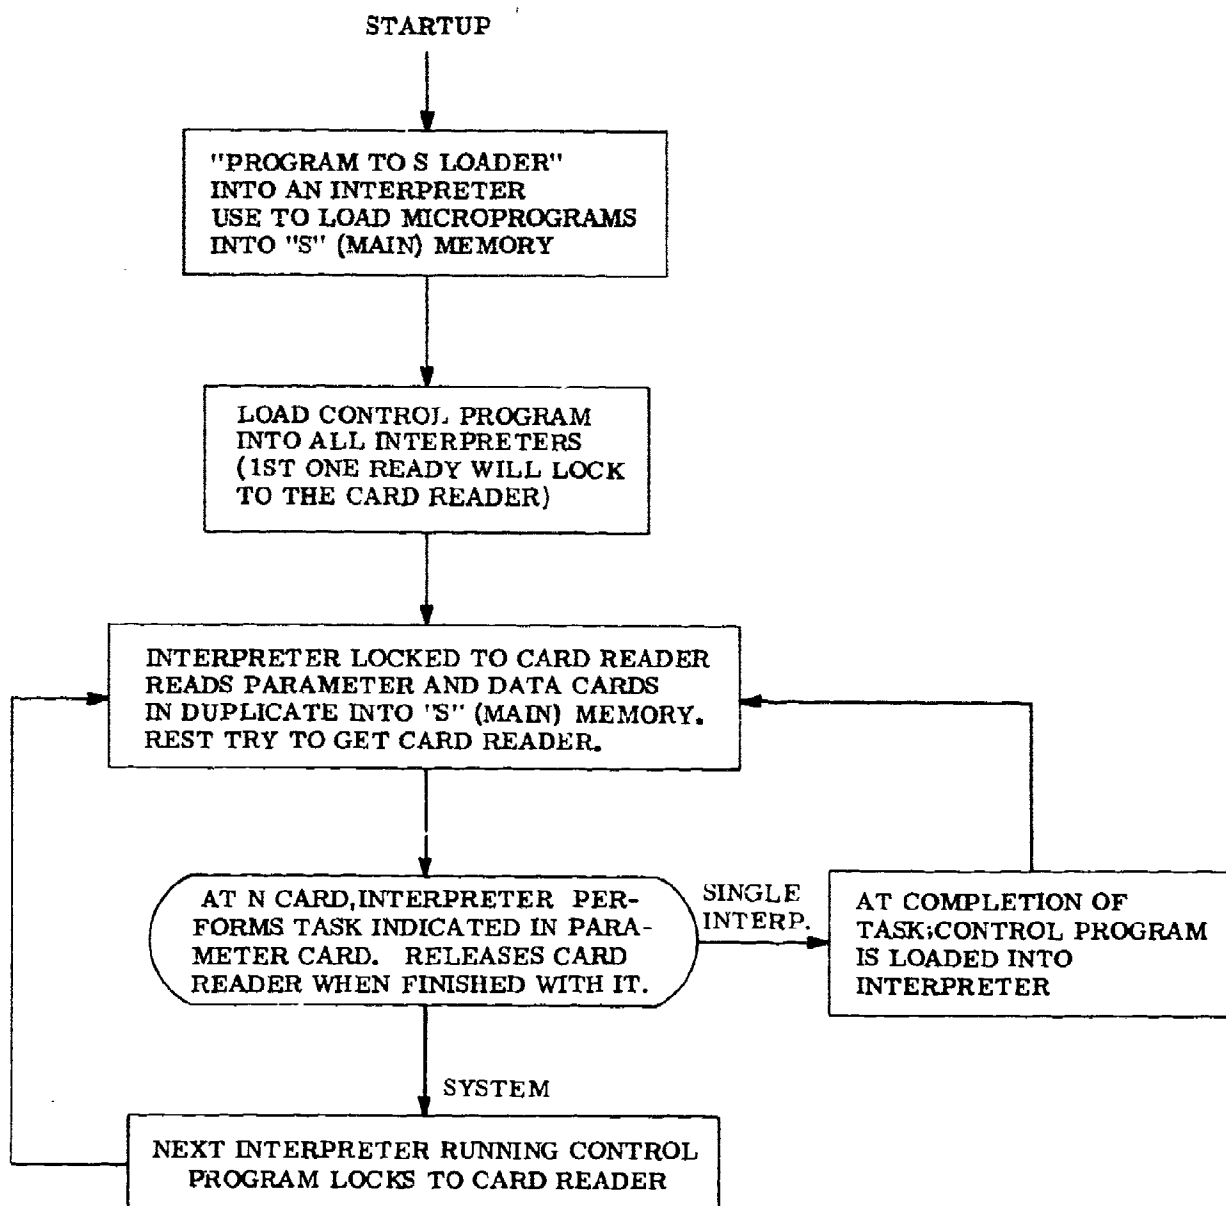 STARTUP
"PROGRAM TO S LOADER"
INTO AN INTERPRETER
USE TO LOAD MICROPROGRAMS
INTO "S" (MAIN) MEMORY
LOAD CONTROL PROGRAM
INTO ALL INTERPRETERS
(1ST ONE READY WILL LOCK
TO THE CARD READER)
INTERPRETER LOCKED TO CARD READER
READS PARAMETER AND DATA CARDS
IN DUPLICATE INTO "S" (MAIN) MEMORY.
REST TRY TO GET CARD READER.
AT N CARD, INTERPRETER PER-
FORMS TASK INDICATED IN PARA-
METER CARD. RELEASES CARD
READER WHEN FINISHED WITH IT.
SINGLE
INTERP.
AT COMPLETION OF
TASK;CONTROL PROGRAM
IS LOADED INTO
INTERPRETER
SYSTEM
NEXT INTERPRETER RUNNING CONTROL
PROGRAM LOCKS TO CARD READER